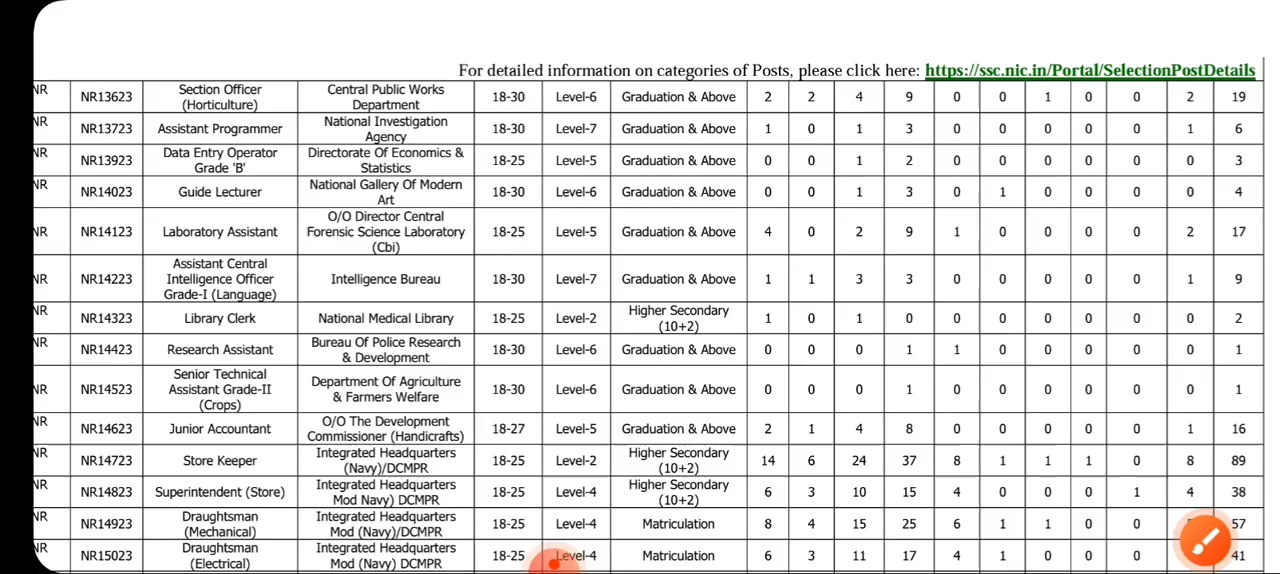 For detailed information on categories of Posts, please click here: https://ssc.nic.in/Portal/SelectionPostDetails
NR NR13623 Section Officer (Horticulture) Central Public Works Department 18-30 Level-6 Graduation & Above 2 2 4 9 0 0 1 0 0 2 19
NR NR13723 Assistant Programmer National Investigation Agency 18-30 Level-7 Graduation & Above 1 0 1 3 0 0 0 0 0 1 6
NR NR13923 Data Entry Operator Grade 'B' Directorate Of Economics & Statistics 18-25 Level-5 Graduation & Above 0 0 1 2 0 0 0 0 0 0 3
NR NR14023 Guide Lecturer National Gallery Of Modern Art 18-30 Level-6 Graduation & Above 0 0 1 3 0 1 0 0 0 0 4
NR NR14123 Laboratory Assistant O/O Director Central Forensic Science Laboratory (Cbi) 18-25 Level-5 Graduation & Above 4 0 2 9 1 0 0 0 0 2 17
NR NR14223 Assistant Central Intelligence Officer Grade-I (Language) Intelligence Bureau 18-30 Level-7 Graduation & Above 1 1 3 3 0 0 0 0 0 1 9
NR NR14323 Library Clerk National Medical Library 18-25 Level-2 Higher Secondary (10+2) 1 0 1 0 0 0 0 0 0 0 2
NR NR14423 Research Assistant Bureau Of Police Research & Development 18-30 Level-6 Graduation & Above 0 0 0 1 1 0 0 0 0 0 1
NR NR14523 Senior Technical Assistant Grade-II (Crops) Department Of Agriculture & Farmers Welfare 18-30 Level-6 Graduation & Above 0 0 0 1 0 0 0 0 0 0 1
NR NR14623 Junior Accountant O/O The Development Commissioner (Handicrafts) 18-27 Level-5 Graduation & Above 2 1 4 8 0 0 0 0 0 1 16
NR NR14723 Store Keeper Integrated Headquarters (Navy)/DCMPR 18-25 Level-2 Higher Secondary (10+2) 14 6 24 37 8 1 1 1 0 8 89
NR NR14823 Superintendent (Store) Integrated Headquarters Mod Navy) DCMPR 18-25 Level-4 Higher Secondary (10+2) 6 3 10 15 4 0 0 0 1 4 38
NR NR14923 Draughtsman (Mechanical) Integrated Headquarters Mod (Navy)/DCMPR 18-25 Level-4 Matriculation 8 4 15 25 6 1 1 0 0 57
NR NR15023 Draughtsman (Electrical) Integrated Headquarters Mod (Navy) DCMPR 18-25 Level-4 Matriculation 6 3 11 17 4 1 0 0 0 41